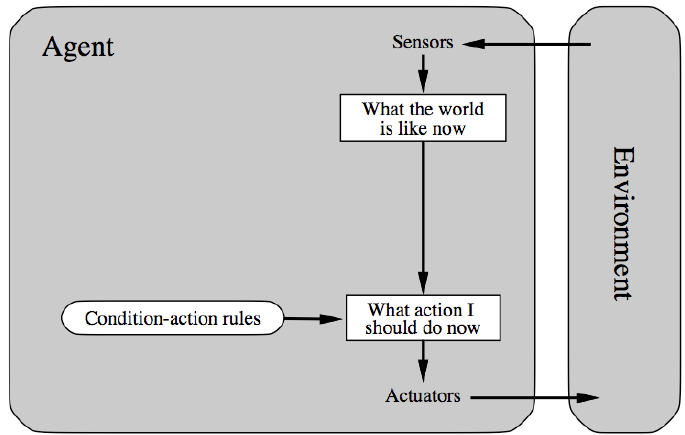 Agent
Sensors
What the world
is like now
Environment
Condition-action rules
What action I
should do now
Actuators